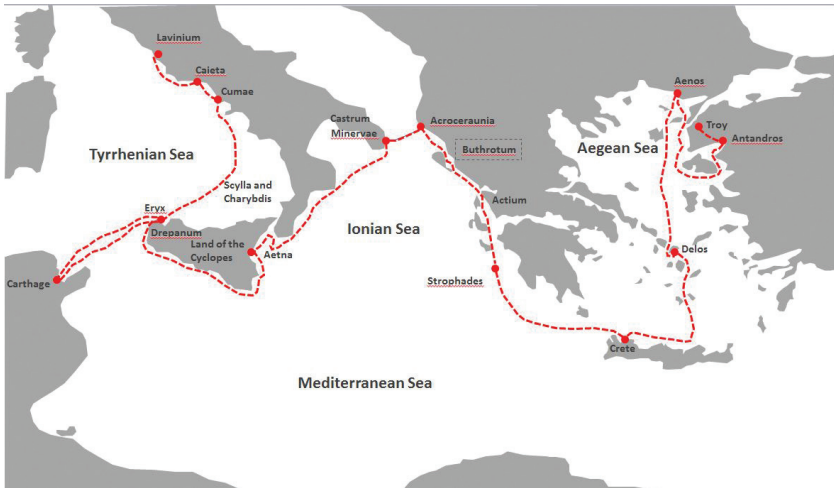 Lavinium
Caieta
Cumae
Aenos
Castrum
Minervae
Acroceraunia
Troy
Antandros
Buthrotum
Aegean Sea
Tyrrhenian Sea
Scylla and
Charybdis
Eryx
Actium
Ionian Sea
Drepanum
Land of the
Cyclopes
Aetna
Delos
Carthage
Strophades
Crete
Mediterranean Sea